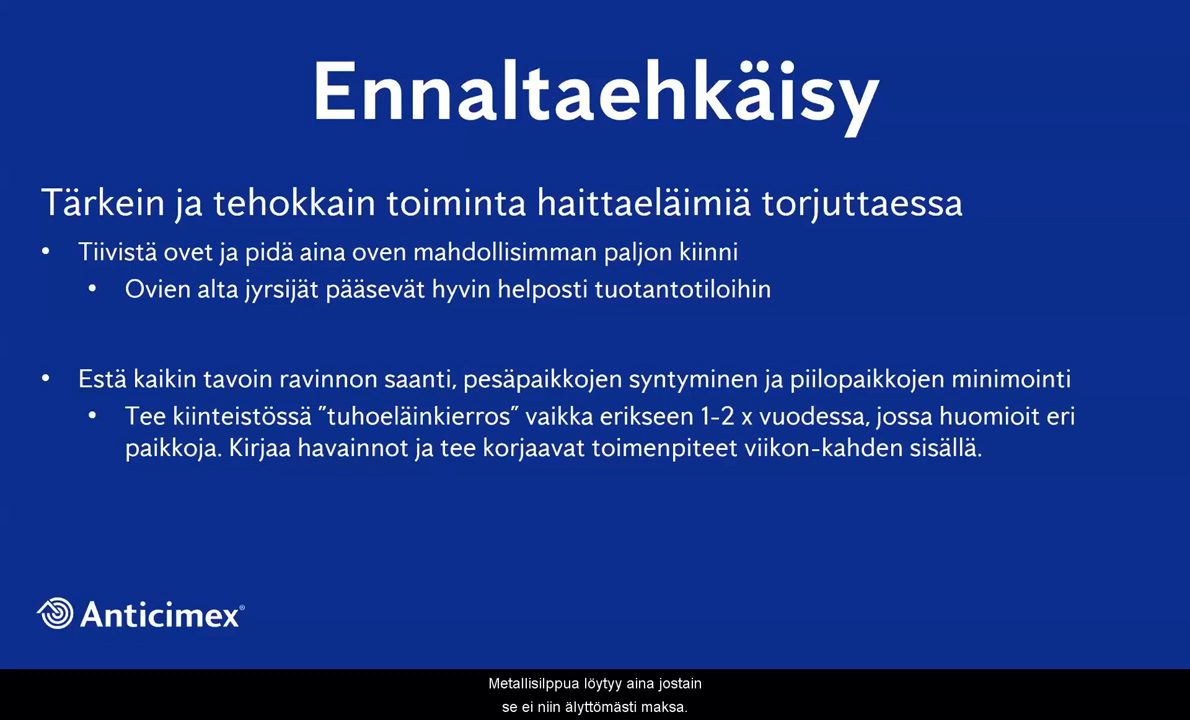 Ennaltaehkäisy
Tärkein ja tehokkain toiminta haittaeläimiä torjuttaessa
• Tiivistä ovet ja pidä aina oven mahdollisimman paljon kiinni
• Ovien alta jyrsijät pääsevät hyvin helposti tuotantotiloihin
• Estä kaikin tavoin ravinnon saanti, pesäpaikkojen syntyminen ja piilopaikkojen minimointi
• Tee kiinteistössä ”tuhoeläinkierros” vaikka erikseen 1-2 x vuodessa, jossa huomioit eri
paikkoja. Kirjaa havainnot ja tee korjaavat toimenpiteet viikon-kahden sisällä.
Anticimex®
Metallisilppua löytyy aina jostain
se ei niin älyttömästi maksa.